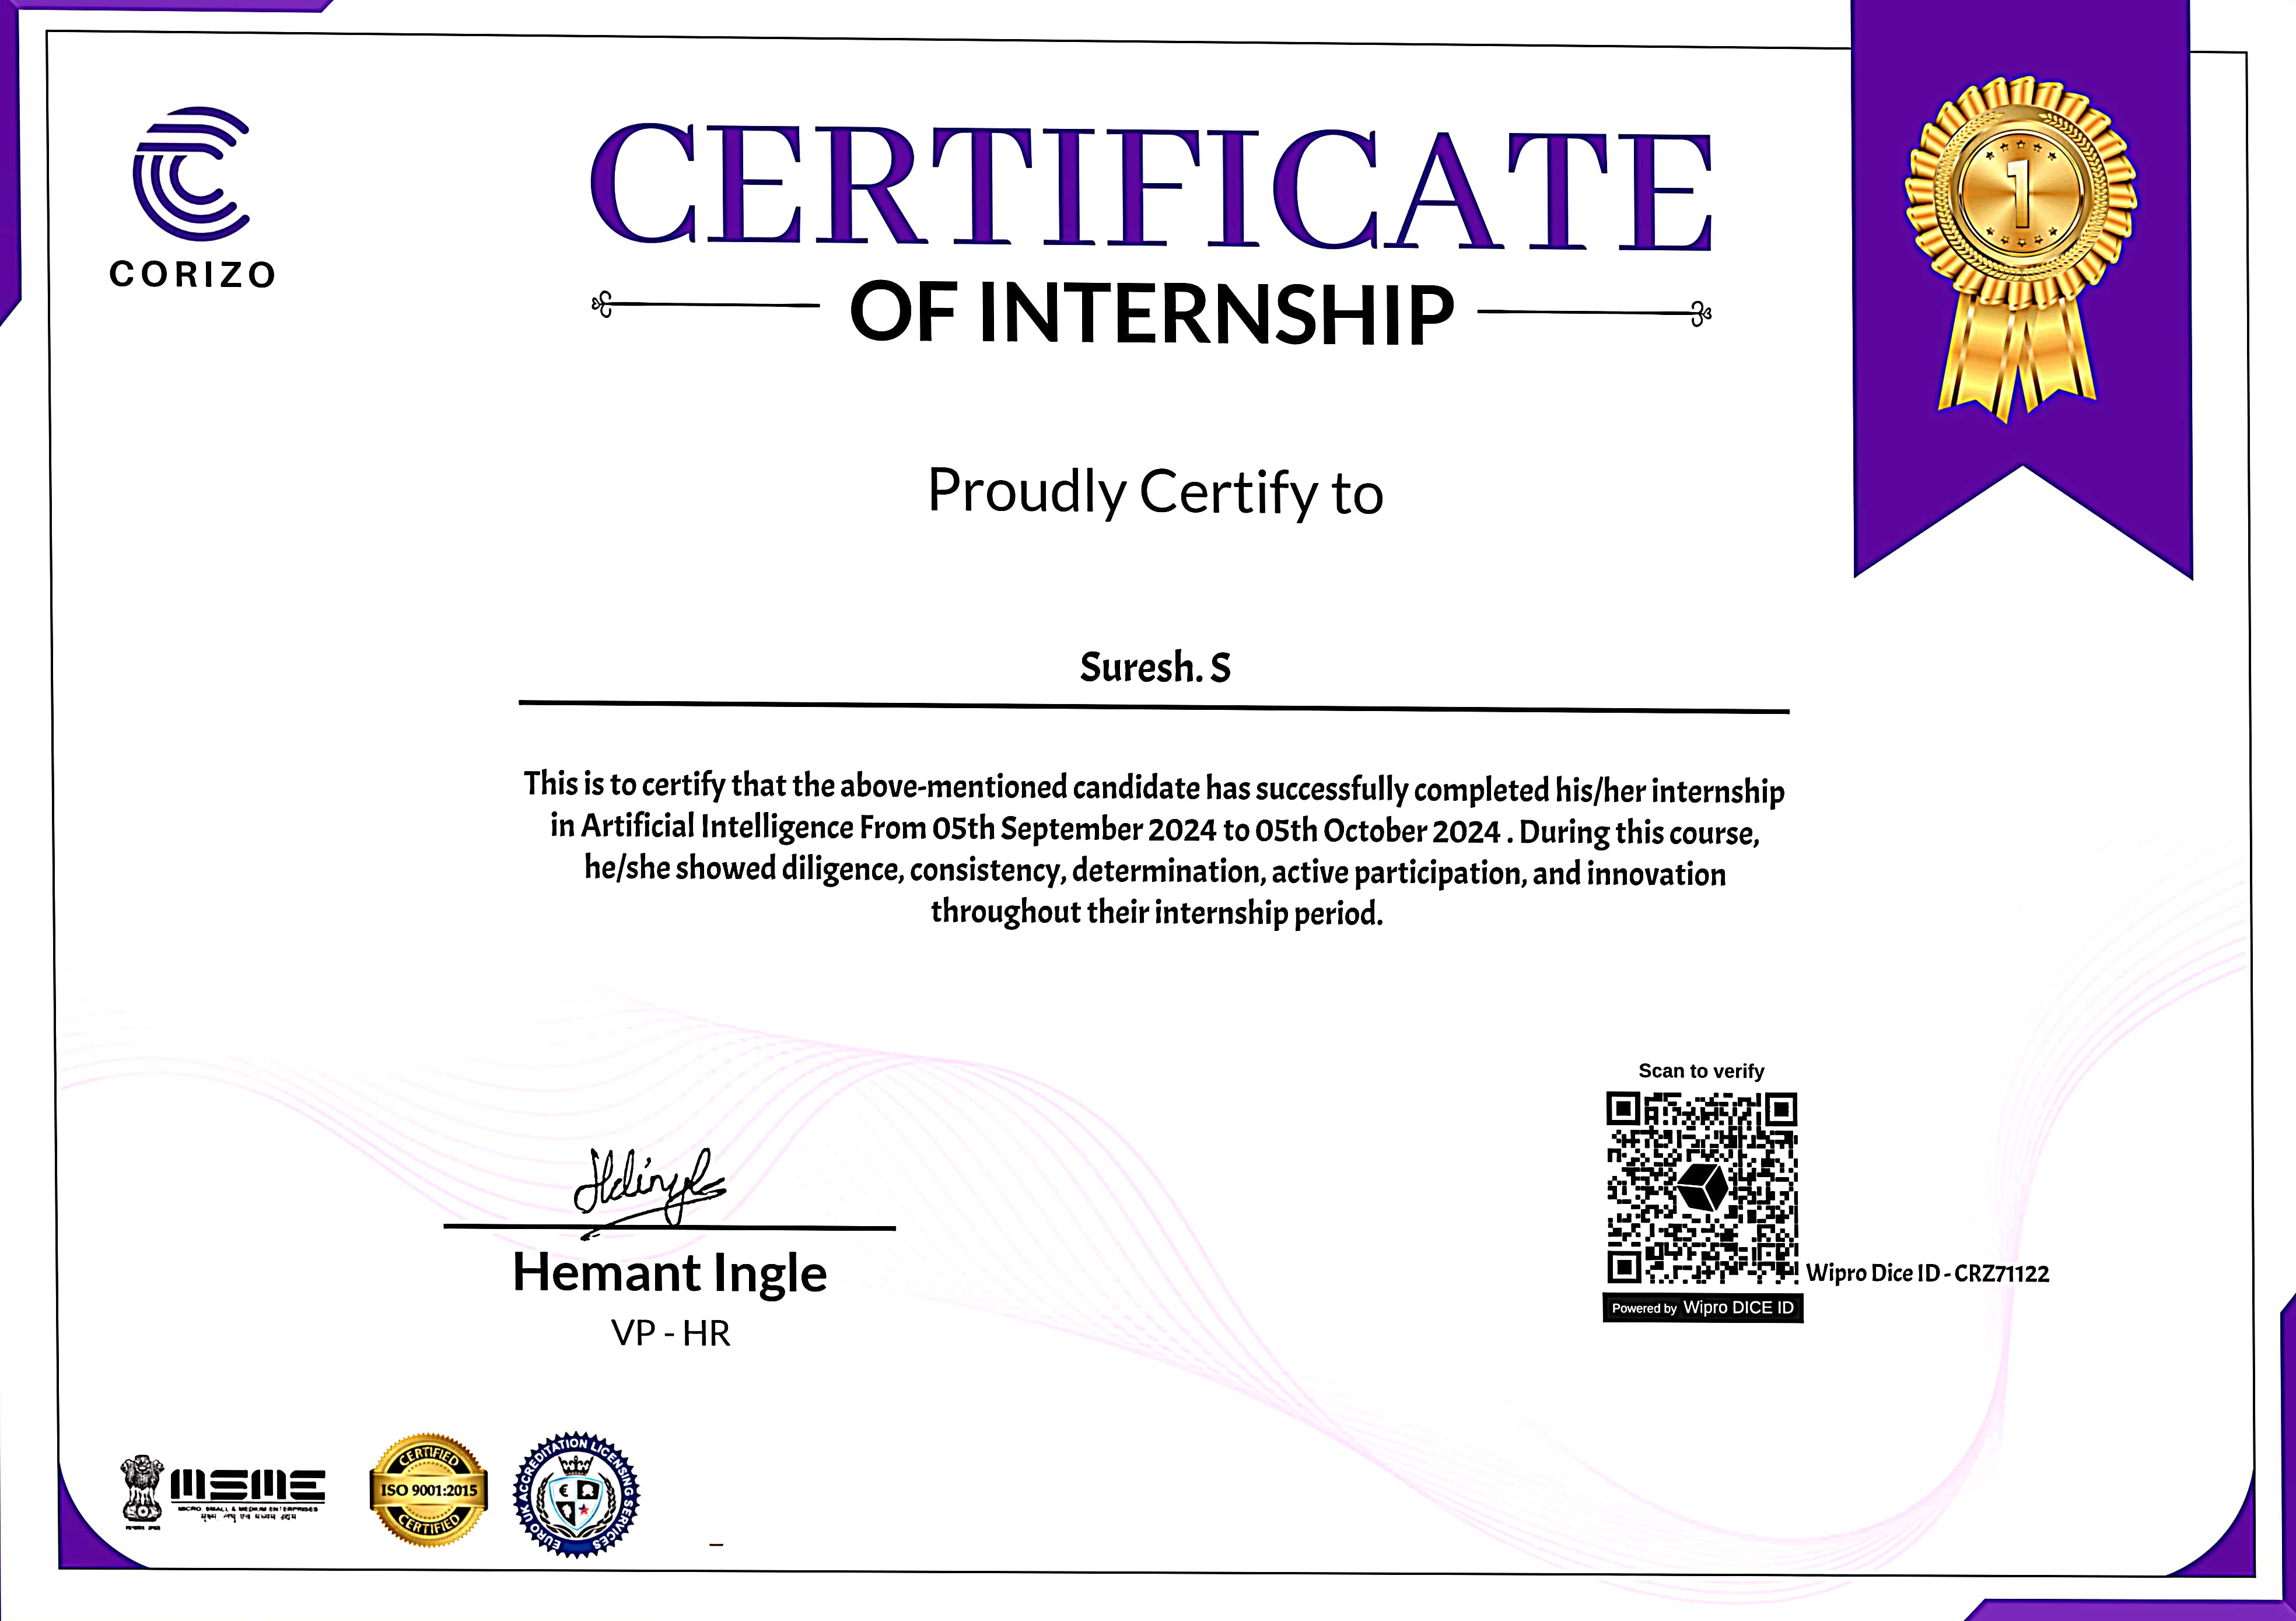 CORIZO
CERTIFICATE
OF INTERNSHIP
1
Proudly Certify to
Suresh. S
This is to certify that the above-mentioned candidate has successfully completed his/her internship
in Artificial Intelligence From 05th September 2024 to 05th October 2024 . During this course,
he/she showed diligence, consistency, determination, active participation, and innovation
throughout their internship period.
Scan to verify
Wipro Dice ID - CRZ71122
Powered by Wipro DICE ID
Hemant Ingle
VP - HR
MSME
MICRO, SMALL & MEDIUM ENTERPRISES
CERTIFIED
ISO 9001:2015
CERTIFIED
EURO UK ACCREDITATION LICENSING SERVICES